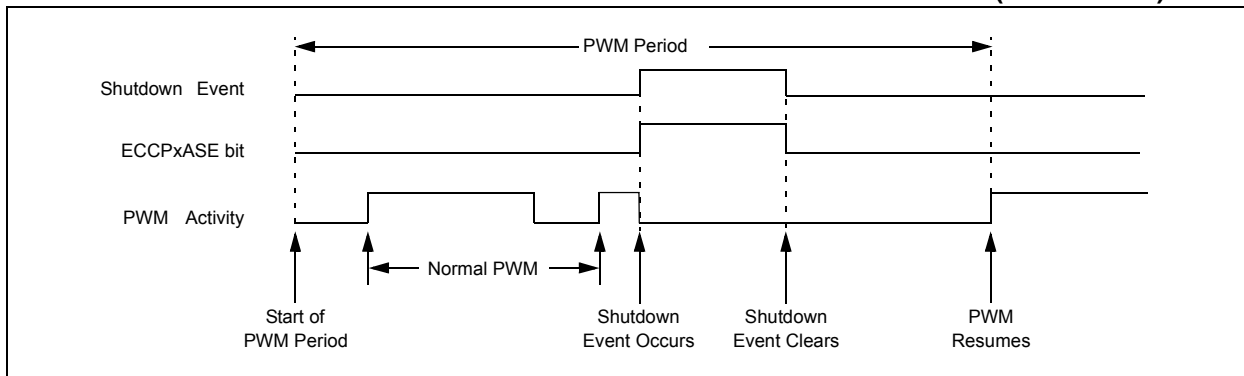 PWM Period
Shutdown Event
ECCPxASE bit
PWM Activity
Normal PWM
Start of
PWM Period
Shutdown
Event Occurs
Shutdown
Event Clears
PWM
Resumes